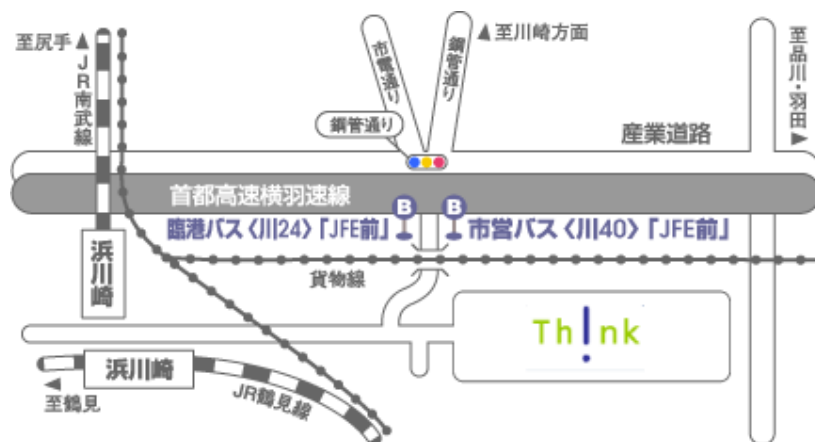 至尻手
JR南武線
市電通り
鋼管通り
至川崎方面
至品川・羽田
鋼管通り
産業道路
首都高速横羽速線
臨港バス〈川24〉「JFE前」
B
B
市営バス〈川40〉「JFE前」
浜川崎
貨物線
Th!nk
浜川崎
至鶴見
JR鶴見線